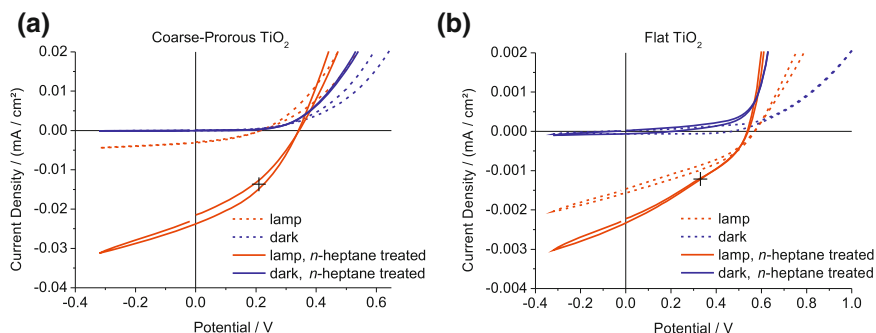 (a)
Coarse-Prorous TiO₂
0.02
0.01
0.00
-0.01
-0.02
-0.03
-0.04
Current Density / (mA / cm²)
lamp
dark
lamp, n-heptane treated
dark, n-heptane treated
-0.4
-0.2
0.0
0.2
0.4
0.6
Potential / V
(b)
Flat TiO₂
0.002
0.001
0.000
-0.001
-0.002
-0.003
-0.004
Current Density / (mA / cm²)
lamp
dark
lamp, n-heptane treated
dark, n-heptane treated
-0.4
-0.2
0.0
0.2
0.4
0.6
0.8
1.0
Potential / V